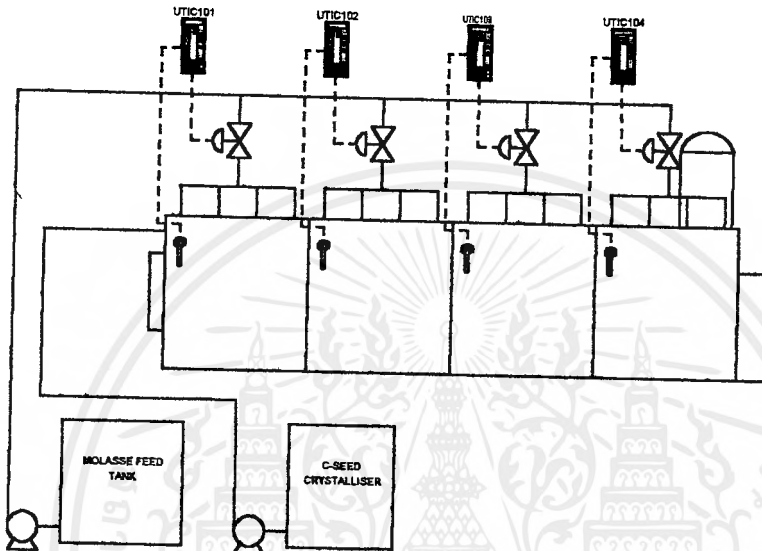 UTIC101
UTIC102
UTIC103
UTIC104
MOLASSE FEED
TANK
C-SEED
CRYSTALLISER